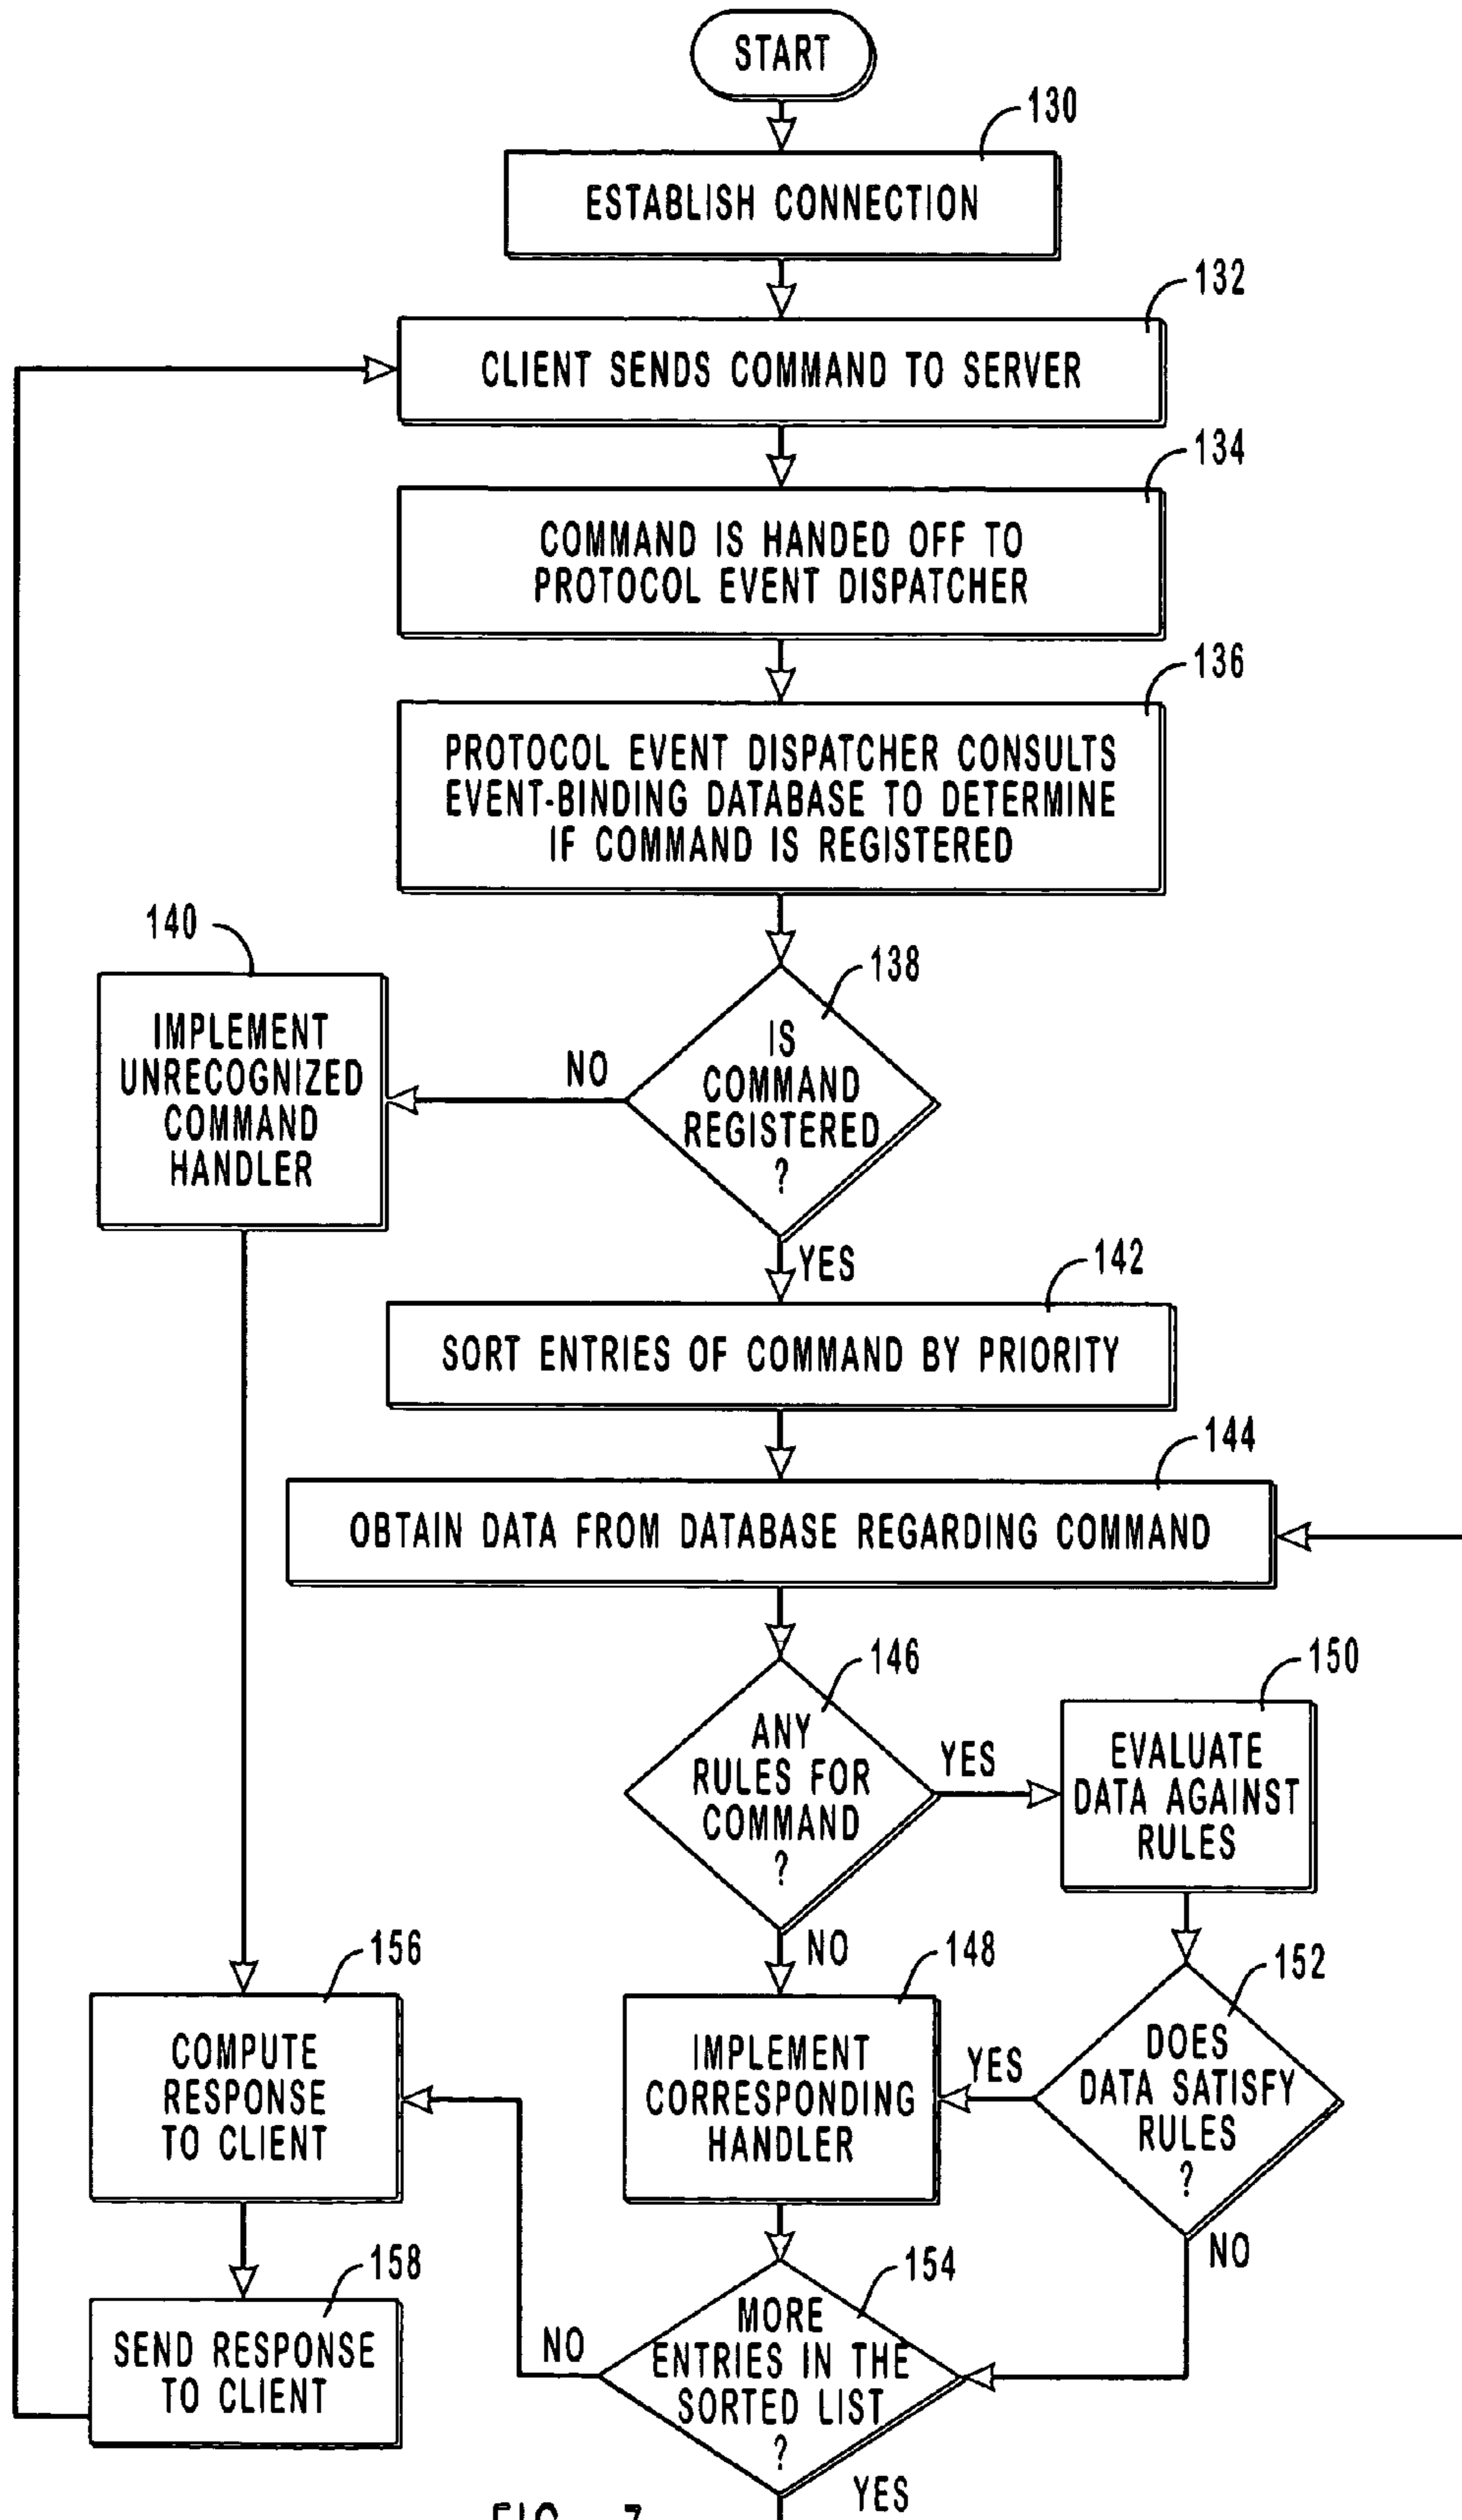 START
130
ESTABLISH CONNECTION
132
CLIENT SENDS COMMAND TO SERVER
134
COMMAND IS HANDED OFF TO
PROTOCOL EVENT DISPATCHER
136
PROTOCOL EVENT DISPATCHER CONSULTS
EVENT-BINDING DATABASE TO DETERMINE
IF COMMAND IS REGISTERED
140
IMPLEMENT
UNRECOGNIZED
COMMAND
HANDLER
138
IS
COMMAND
REGISTERED
?
NO
YES
142
SORT ENTRIES OF COMMAND BY PRIORITY
144
OBTAIN DATA FROM DATABASE REGARDING COMMAND
146
ANY
RULES FOR
COMMAND
?
YES
150
EVALUATE
DATA AGAINST
RULES
NO
156
COMPUTE
RESPONSE
TO CLIENT
148
IMPLEMENT
CORRESPONDING
HANDLER
YES
152
DOES
DATA SATISFY
RULES
?
NO
158
SEND RESPONSE
TO CLIENT
NO
154
MORE
ENTRIES IN THE
SORTED LIST
?
YES